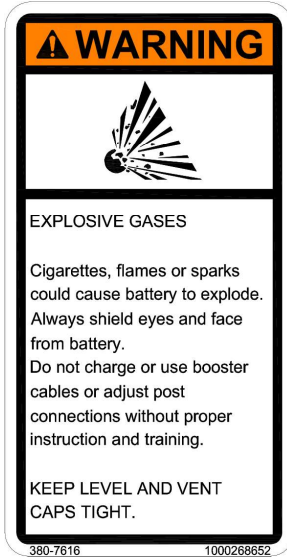 WARNING
EXPLOSIVE GASES
Cigarettes, flames or sparks
could cause battery to explode.
Always shield eyes and face
from battery.
Do not charge or use booster
cables or adjust post
connections without proper
instruction and training.
KEEP LEVEL AND VENT
CAPS TIGHT.
380-7616 1000268652